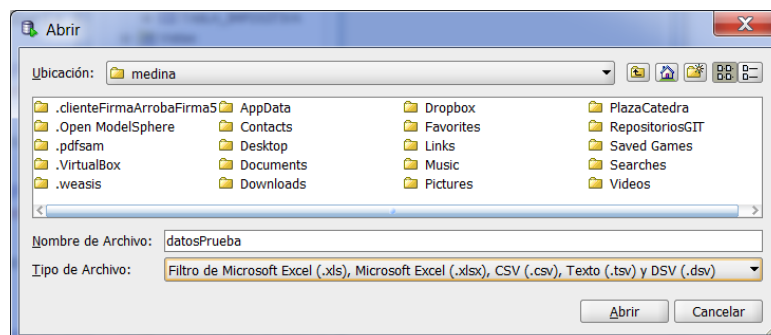 Abrir
Ubicación: medina
.clienteFirmaArrobaFirma5 AppData Dropbox PlazaCatedra
.Open ModelSphere Contacts Favorites RepositoriosGIT
.pdfsam Desktop Links Saved Games
.VirtualBox Documents Music Searches
.weasis Downloads Pictures Videos
Nombre de Archivo: datosPrueba
Tipo de Archivo: Filtro de Microsoft Excel (.xls), Microsoft Excel (.xlsx), CSV (.csv), Texto (.tsv) y DSV (.dsv)
Abrir Cancelar